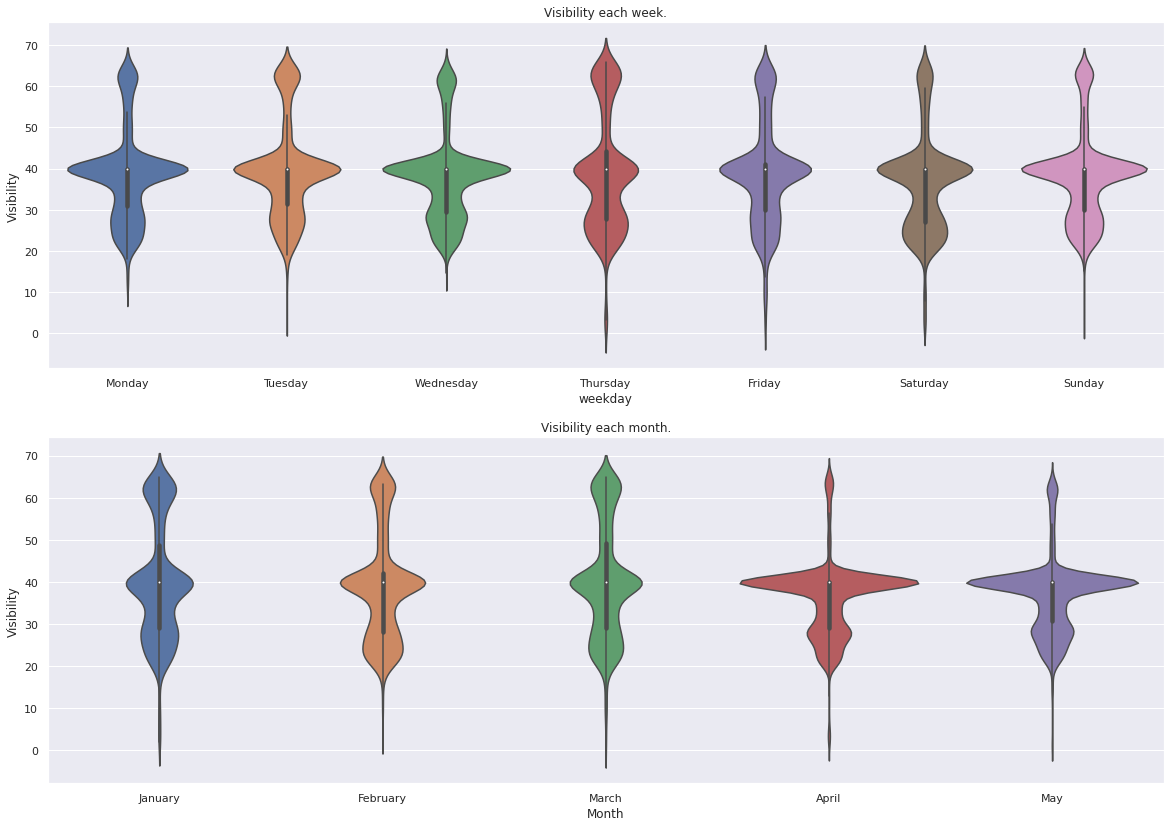 Visibility each week.
70
60
50
40
30
20
10
0
Visibility
Monday Tuesday Wednesday Thursday Friday Saturday Sunday
weekday
Visibility each month.
70
60
50
40
30
20
10
0
Visibility
January February March April May
Month